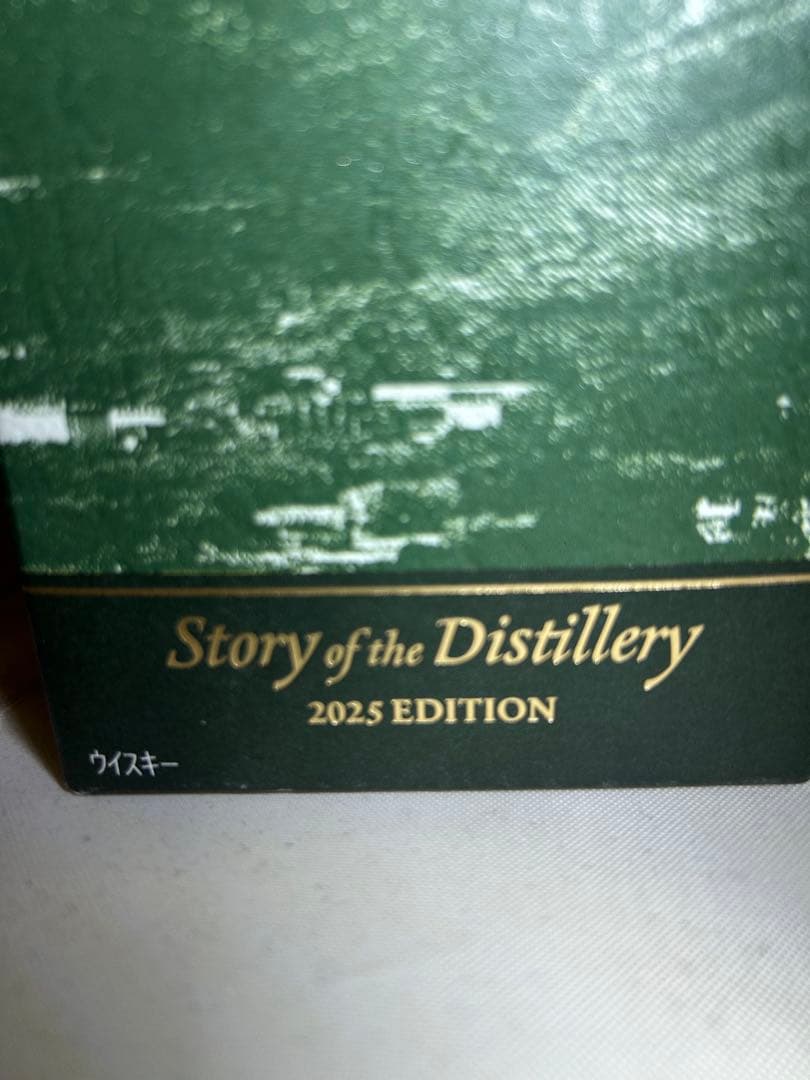 Story of the Distillery
2025 EDITION
ウイスキー